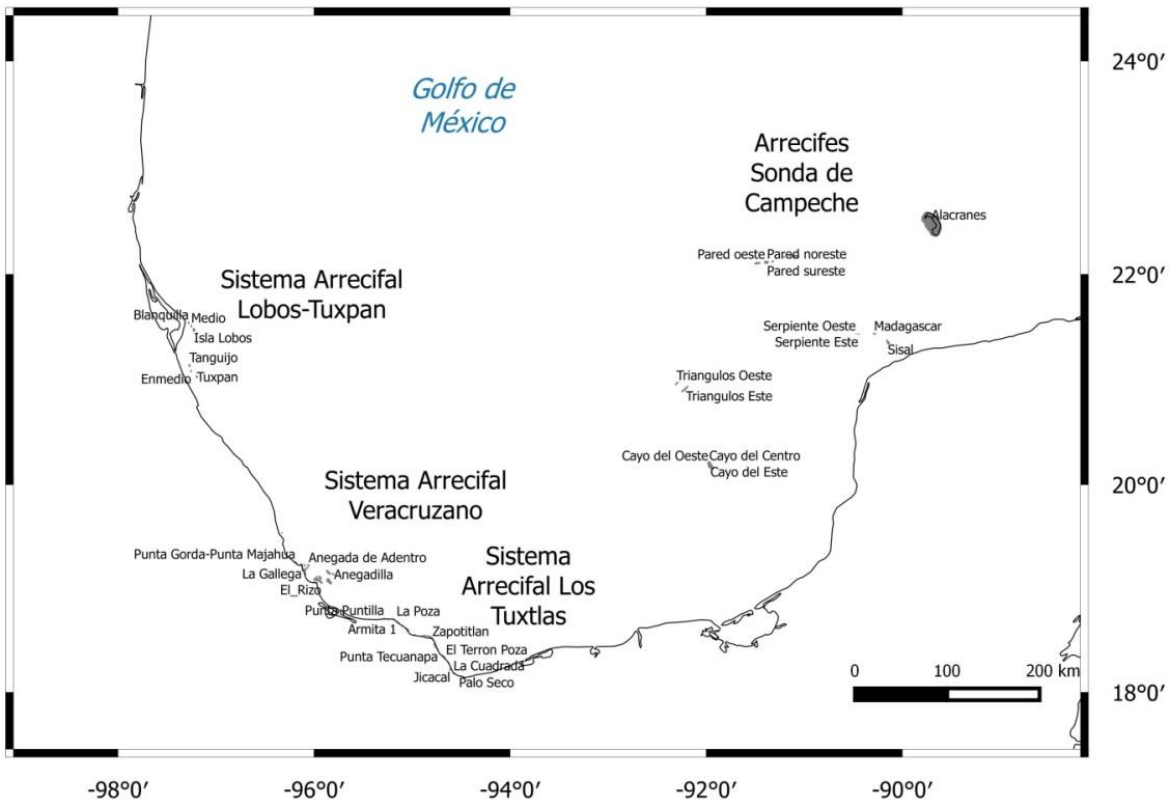 Golfo de
México
24°0′
Arrecifes
Sonda de
Campeche
Alacranes
Pared oeste
Pared noreste
Pared sureste
22°0′
Sistema Arrecifal
Lobos-Tuxpan
Blanquilla
Medio
Isla Lobos
Tanguijo
Enmedio
Tuxpan
Serpiente Oeste
Madagascar
Serpiente Este
Sisal
Triangulos Oeste
Triangulos Este
Cayo del Oeste
Cayo del Centro
Cayo del Este
20°0′
Sistema Arrecifal
Veracruzano
Punta Gorda-Punta Majahua
Anegada de Adentro
La Gallega
Anegadilla
El_Rizo
Sistema
Arrecifal Los
Tuxtlas
Punta Puntilla
La Poza
Armita 1
Zapotitlan
El Terron Poza
Punta Tecuanapa
La Cuadrada
Jicacal
Palo Seco
0 100 200 km
18°0′
-98°0′ -96°0′ -94°0′ -92°0′ -90°0′